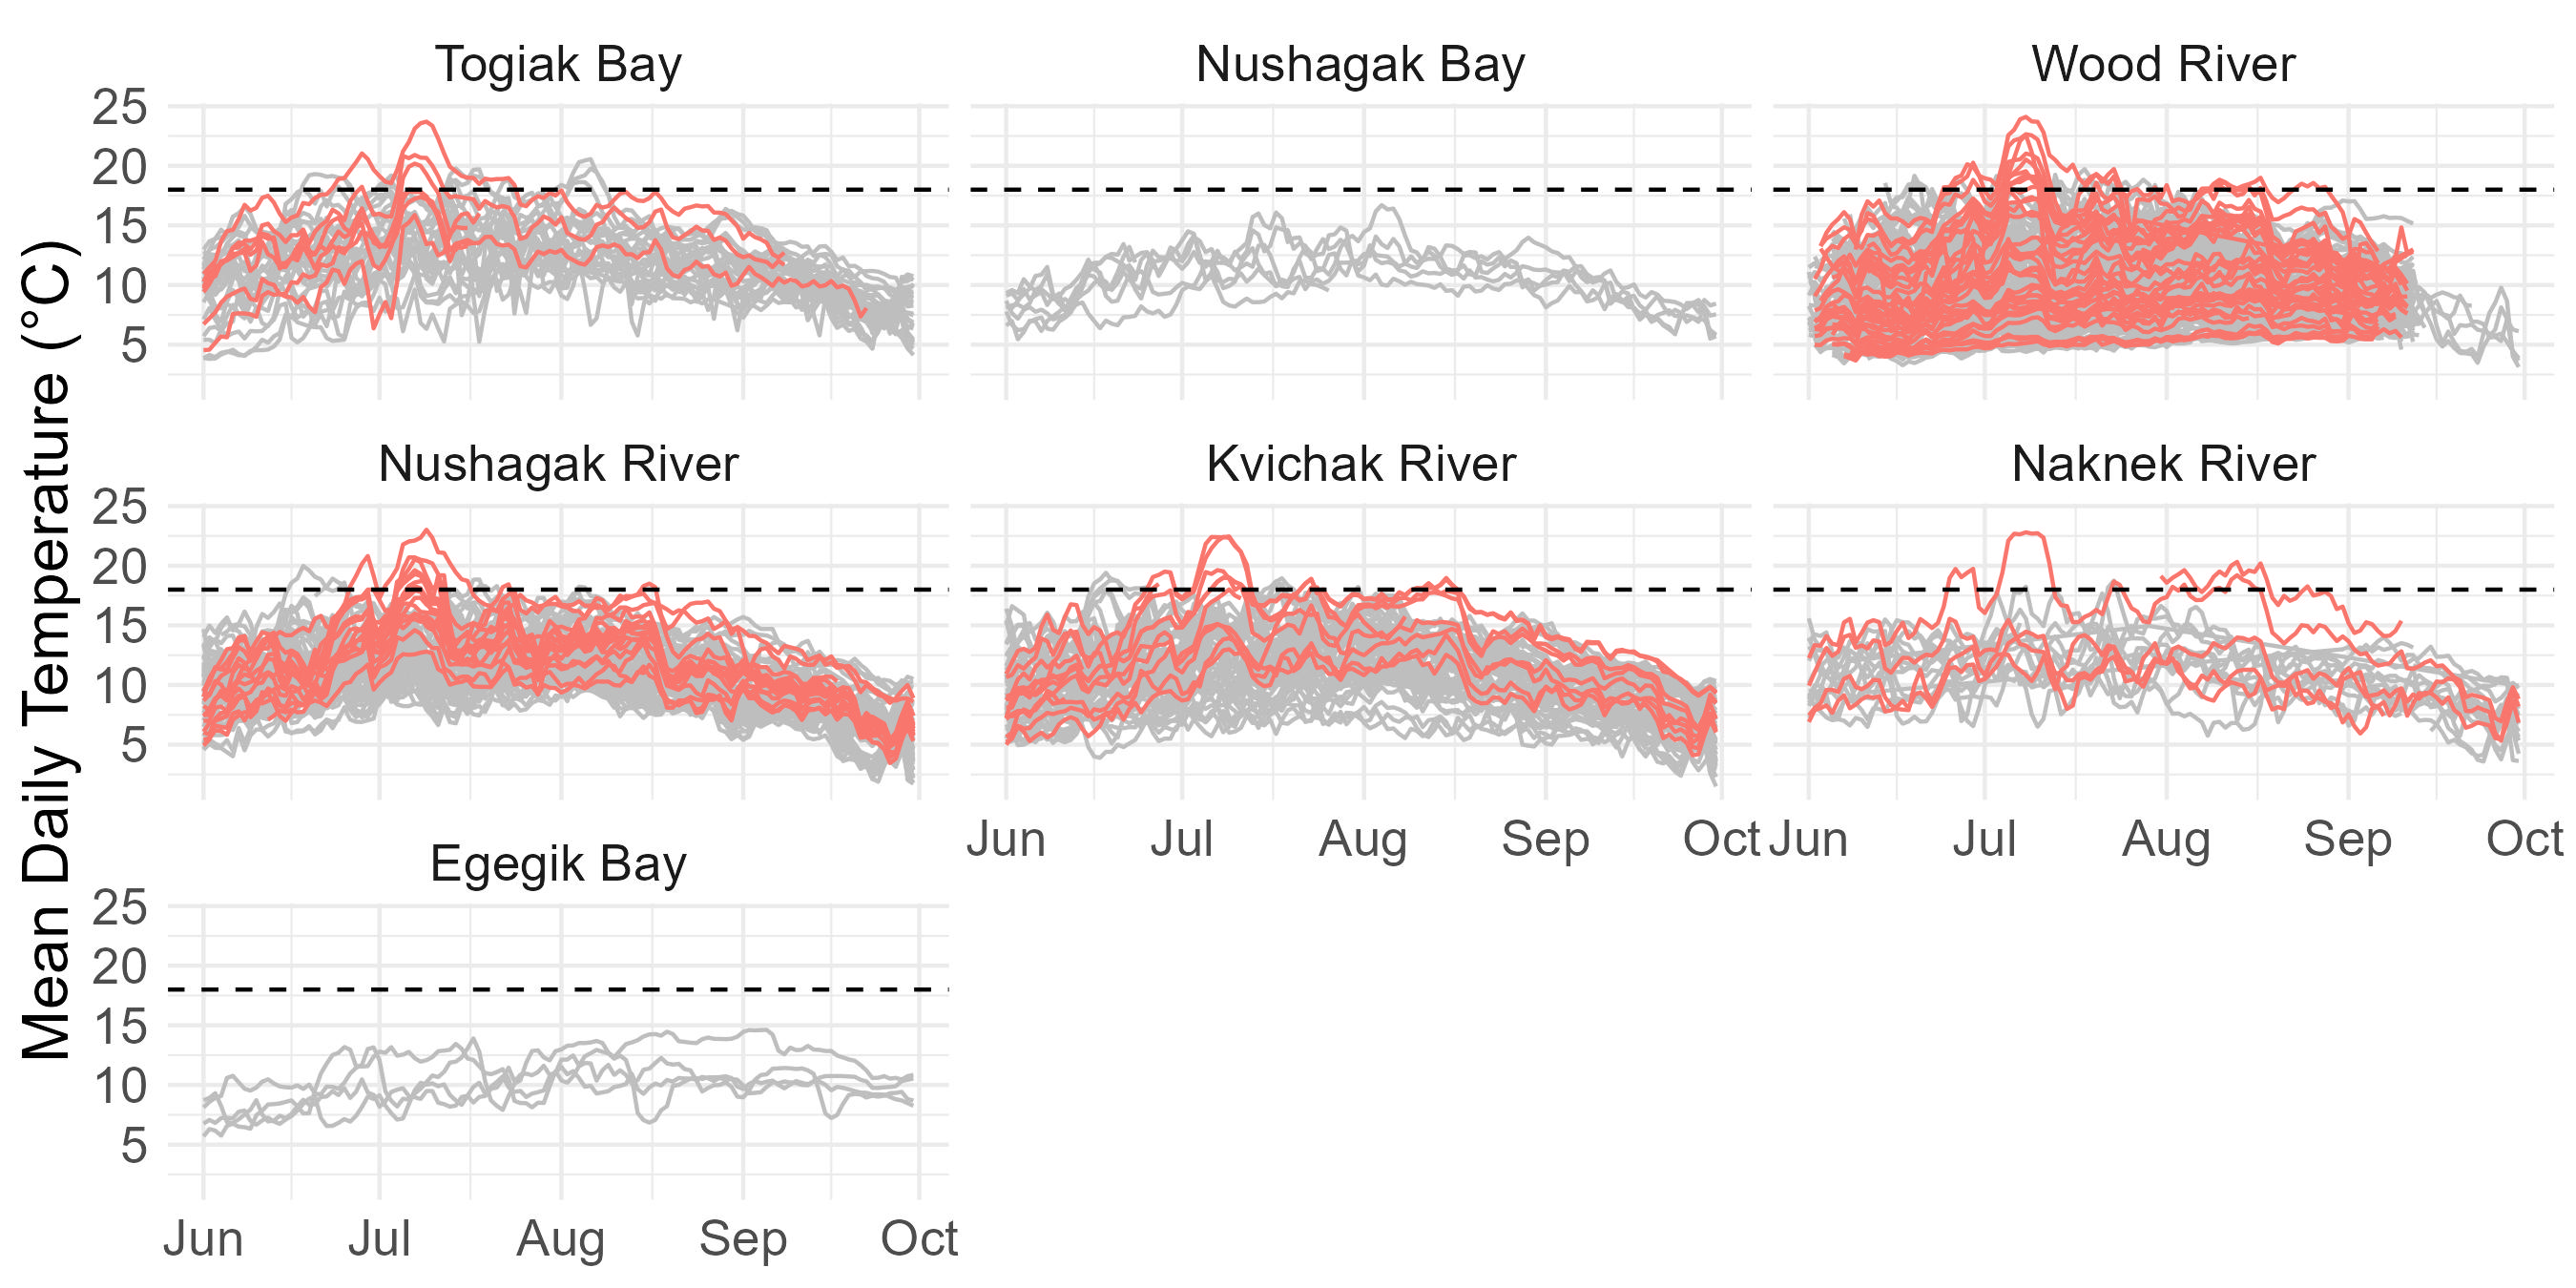 Togiak Bay
Nushagak Bay
Wood River
25
20
15
10
5
Nushagak River
Kvichak River
Naknek River
25
20
15
10
5
Jun Jul Aug Sep Oct
Jun Jul Aug Sep Oct
Egegik Bay
25
20
15
10
5
Jun Jul Aug Sep Oct
Mean Daily Temperature (°C)